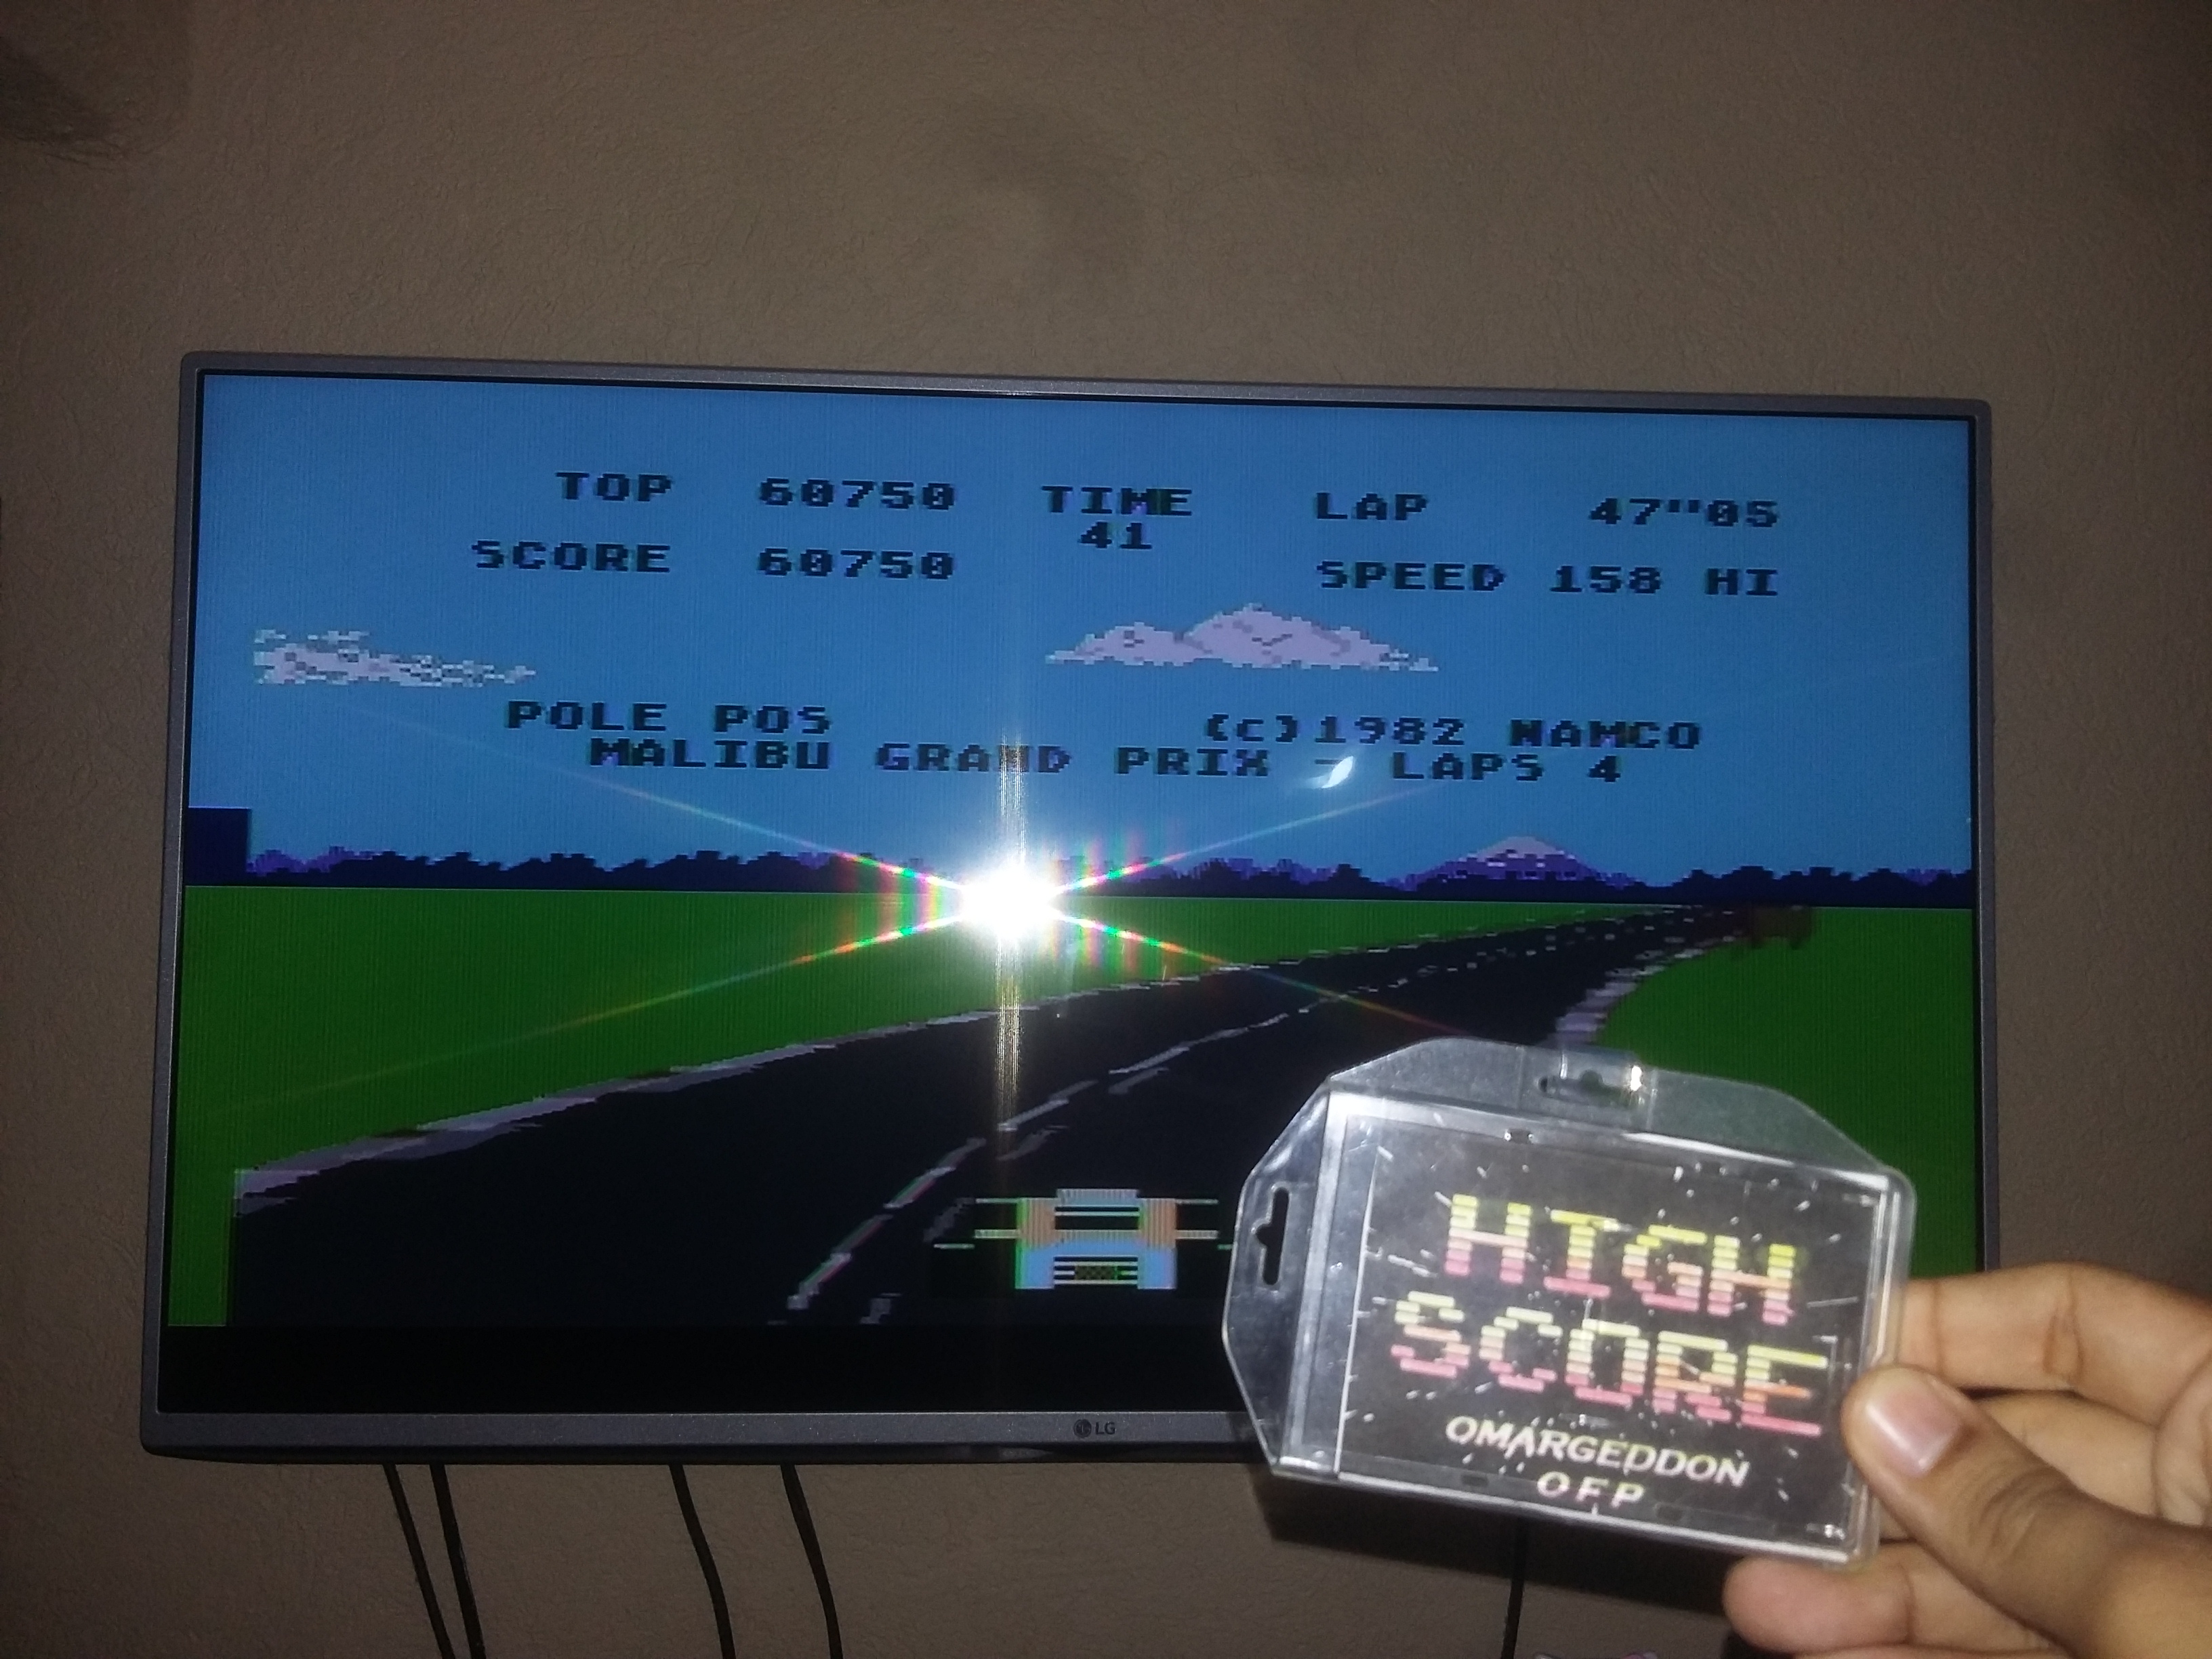 TOP 60750 TIME LAP 47"05
41
SCORE 60750 SPEED 158 HI
POLE POS (c)1982 NAMCO
MALIBU GRAND PRIX - LAPS 4
HIGH
SCORE
OMARGEDDON
OFP
LG